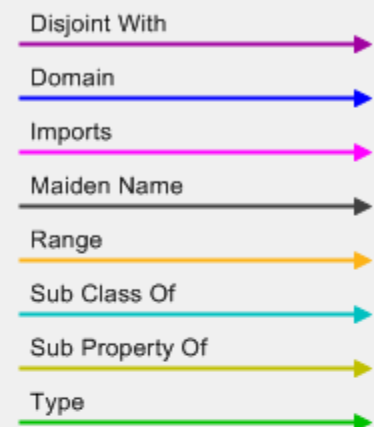 Disjoint With
Domain
Imports
Maiden Name
Range
Sub Class Of
Sub Property Of
Type